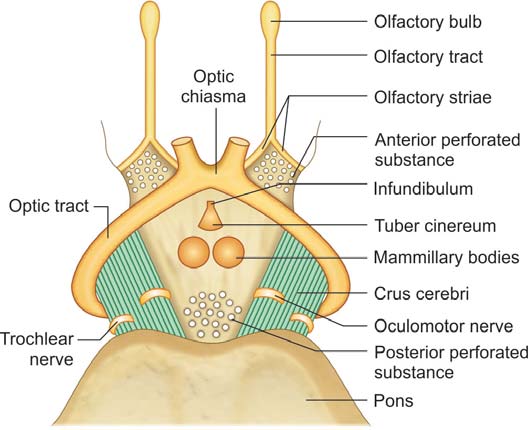 Olfactory bulb
Olfactory tract
Optic
chiasma
Olfactory striae
Anterior perforated
substance
Infundibulum
Optic tract
Tuber cinereum
Mammillary bodies
Crus cerebri
Oculomotor nerve
Trochlear
nerve
Posterior perforated
substance
Pons